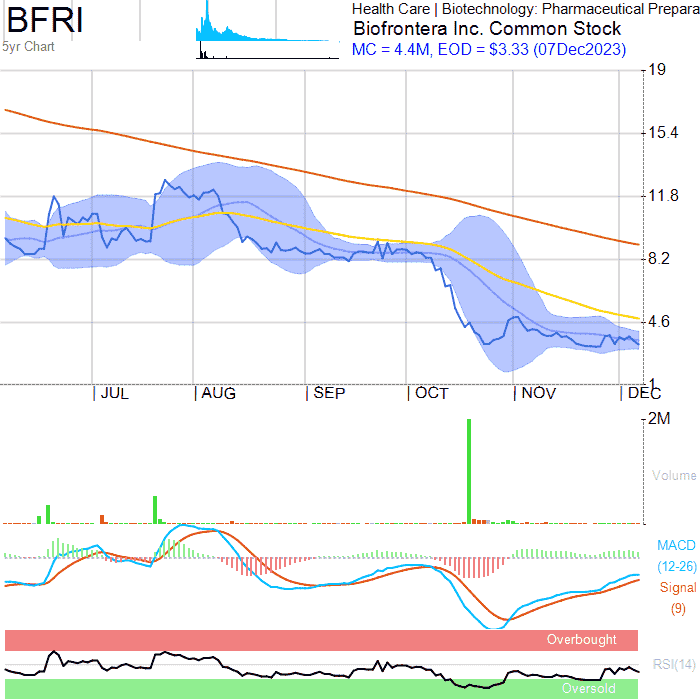 BFRI
5yr Chart
Health Care | Biotechnology: Pharmaceutical Prepara
Biofrontera Inc. Common Stock
MC = 4.4M, EOD = $3.33 (07Dec2023)
19
15.4
11.8
8.2
4.6
1
JUL AUG SEP OCT NOV DEC
2M
Volume
MACD
(12-26)
Signal
(9)
Overbought
RSI(14)
Oversold